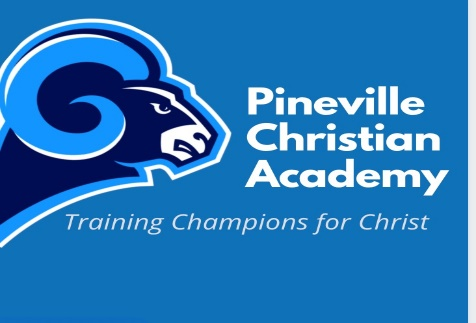 Pineville
Christian
Academy
Training Champions for Christ